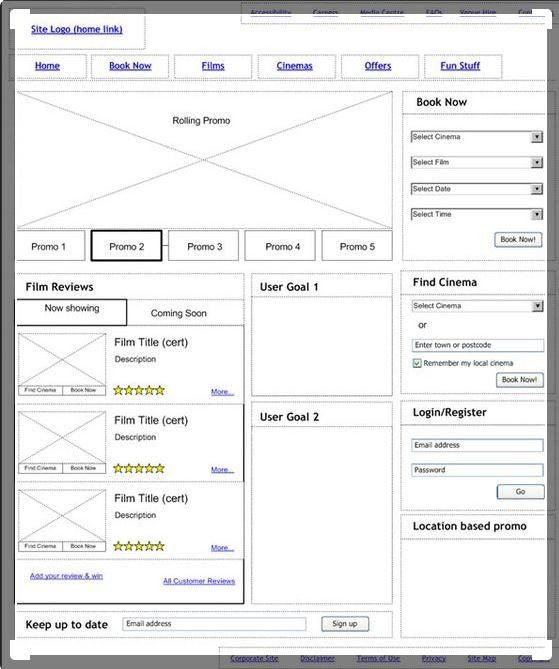 Accessibility Careers Media Centre FAQs Venue Hire
Site Logo (home link)
Home Book Now Films Cinemas Offers Fun Stuff
Rolling Promo
Promo 1 Promo 2 Promo 3 Promo 4 Promo 5
Book Now
Select Cinema
Select Film
Select Date
Select Time
Book Now!
Film Reviews
Now showing Coming Soon
Film Title (cert)
Description
Find Cinema Book Now More...
Film Title (cert)
Description
Find Cinema Book Now More...
Film Title (cert)
Description
Find Cinema Book Now More...
Add your review & win All Customer Reviews
User Goal 1
User Goal 2
Find Cinema
Select Cinema
or
Enter town or postcode
Remember my local cinema
Book Now!
Login/Register
Email address
Password
Go
Location based promo
Keep up to date Email address Sign up
Corporate Site Disclaimer Terms of Use Privacy Site Map